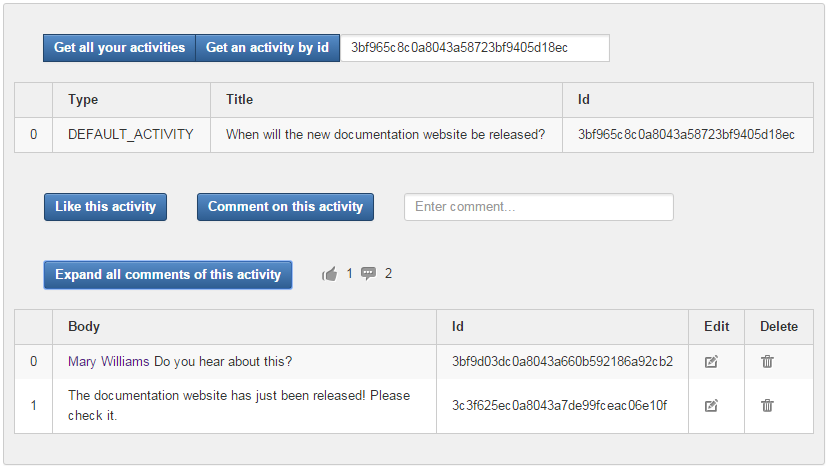 Get all your activities Get an activity by id 3bf965c8c0a8043a58723bf9405d18ec
Type Title Id
0 DEFAULT_ACTIVITY When will the new documentation website be released? 3bf965c8c0a8043a58723bf9405d18ec
Like this activity Comment on this activity Enter comment...
Expand all comments of this activity 1 2
Body Id Edit Delete
0 Mary Williams Do you hear about this? 3bf9d03dc0a8043a660b592186a92cb2
1 The documentation website has just been released! Please 3c3f625ec0a8043a7de99fceac06e10f
check it.